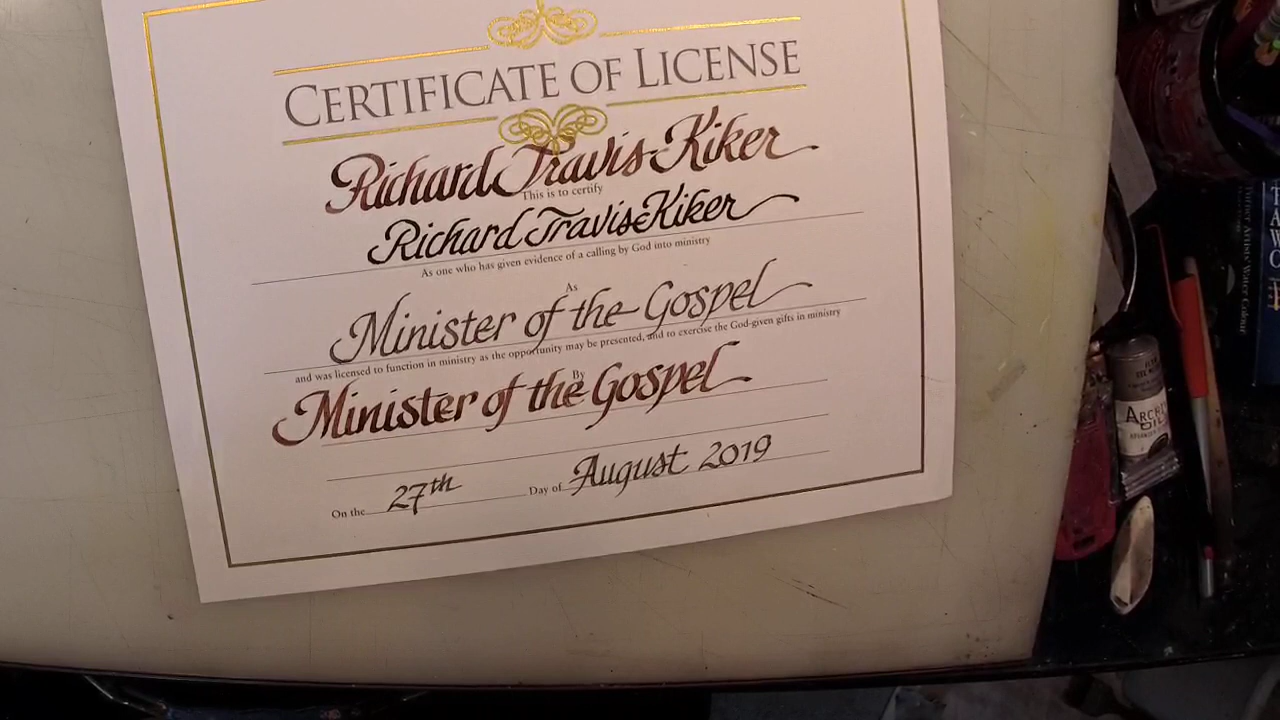 CERTIFICATE OF LICENSE
Richard Travis Kiker
This is to certify
Richard Travis Kiker
As one who has given evidence of a calling by God into ministry
As
Minister of the Gospel
and was licensed to function in ministry as the opportunity may be presented, and to exercise the God-given gifts in ministry
By
Minister of the Gospel
On the 27th Day of August 2019